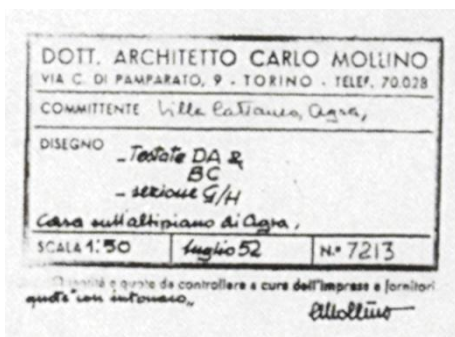 DOTT. ARCHITETTO CARLO MOLLINO
VIA C. DI PAMPARATO, 9 - TORINO - TELEF. 70.028
COMMITTENTE Villa Cattaneo, Agra,
DISEGNO
- Testate DA &
BC
- sezione G/H
Casa sull'altipiano di Agra,
SCALA 1:50 luglio 52 N.° 7213
Quantità e quote da controllare a cura dell'impresa e fornitori
quote "con intonaco"
CMollino